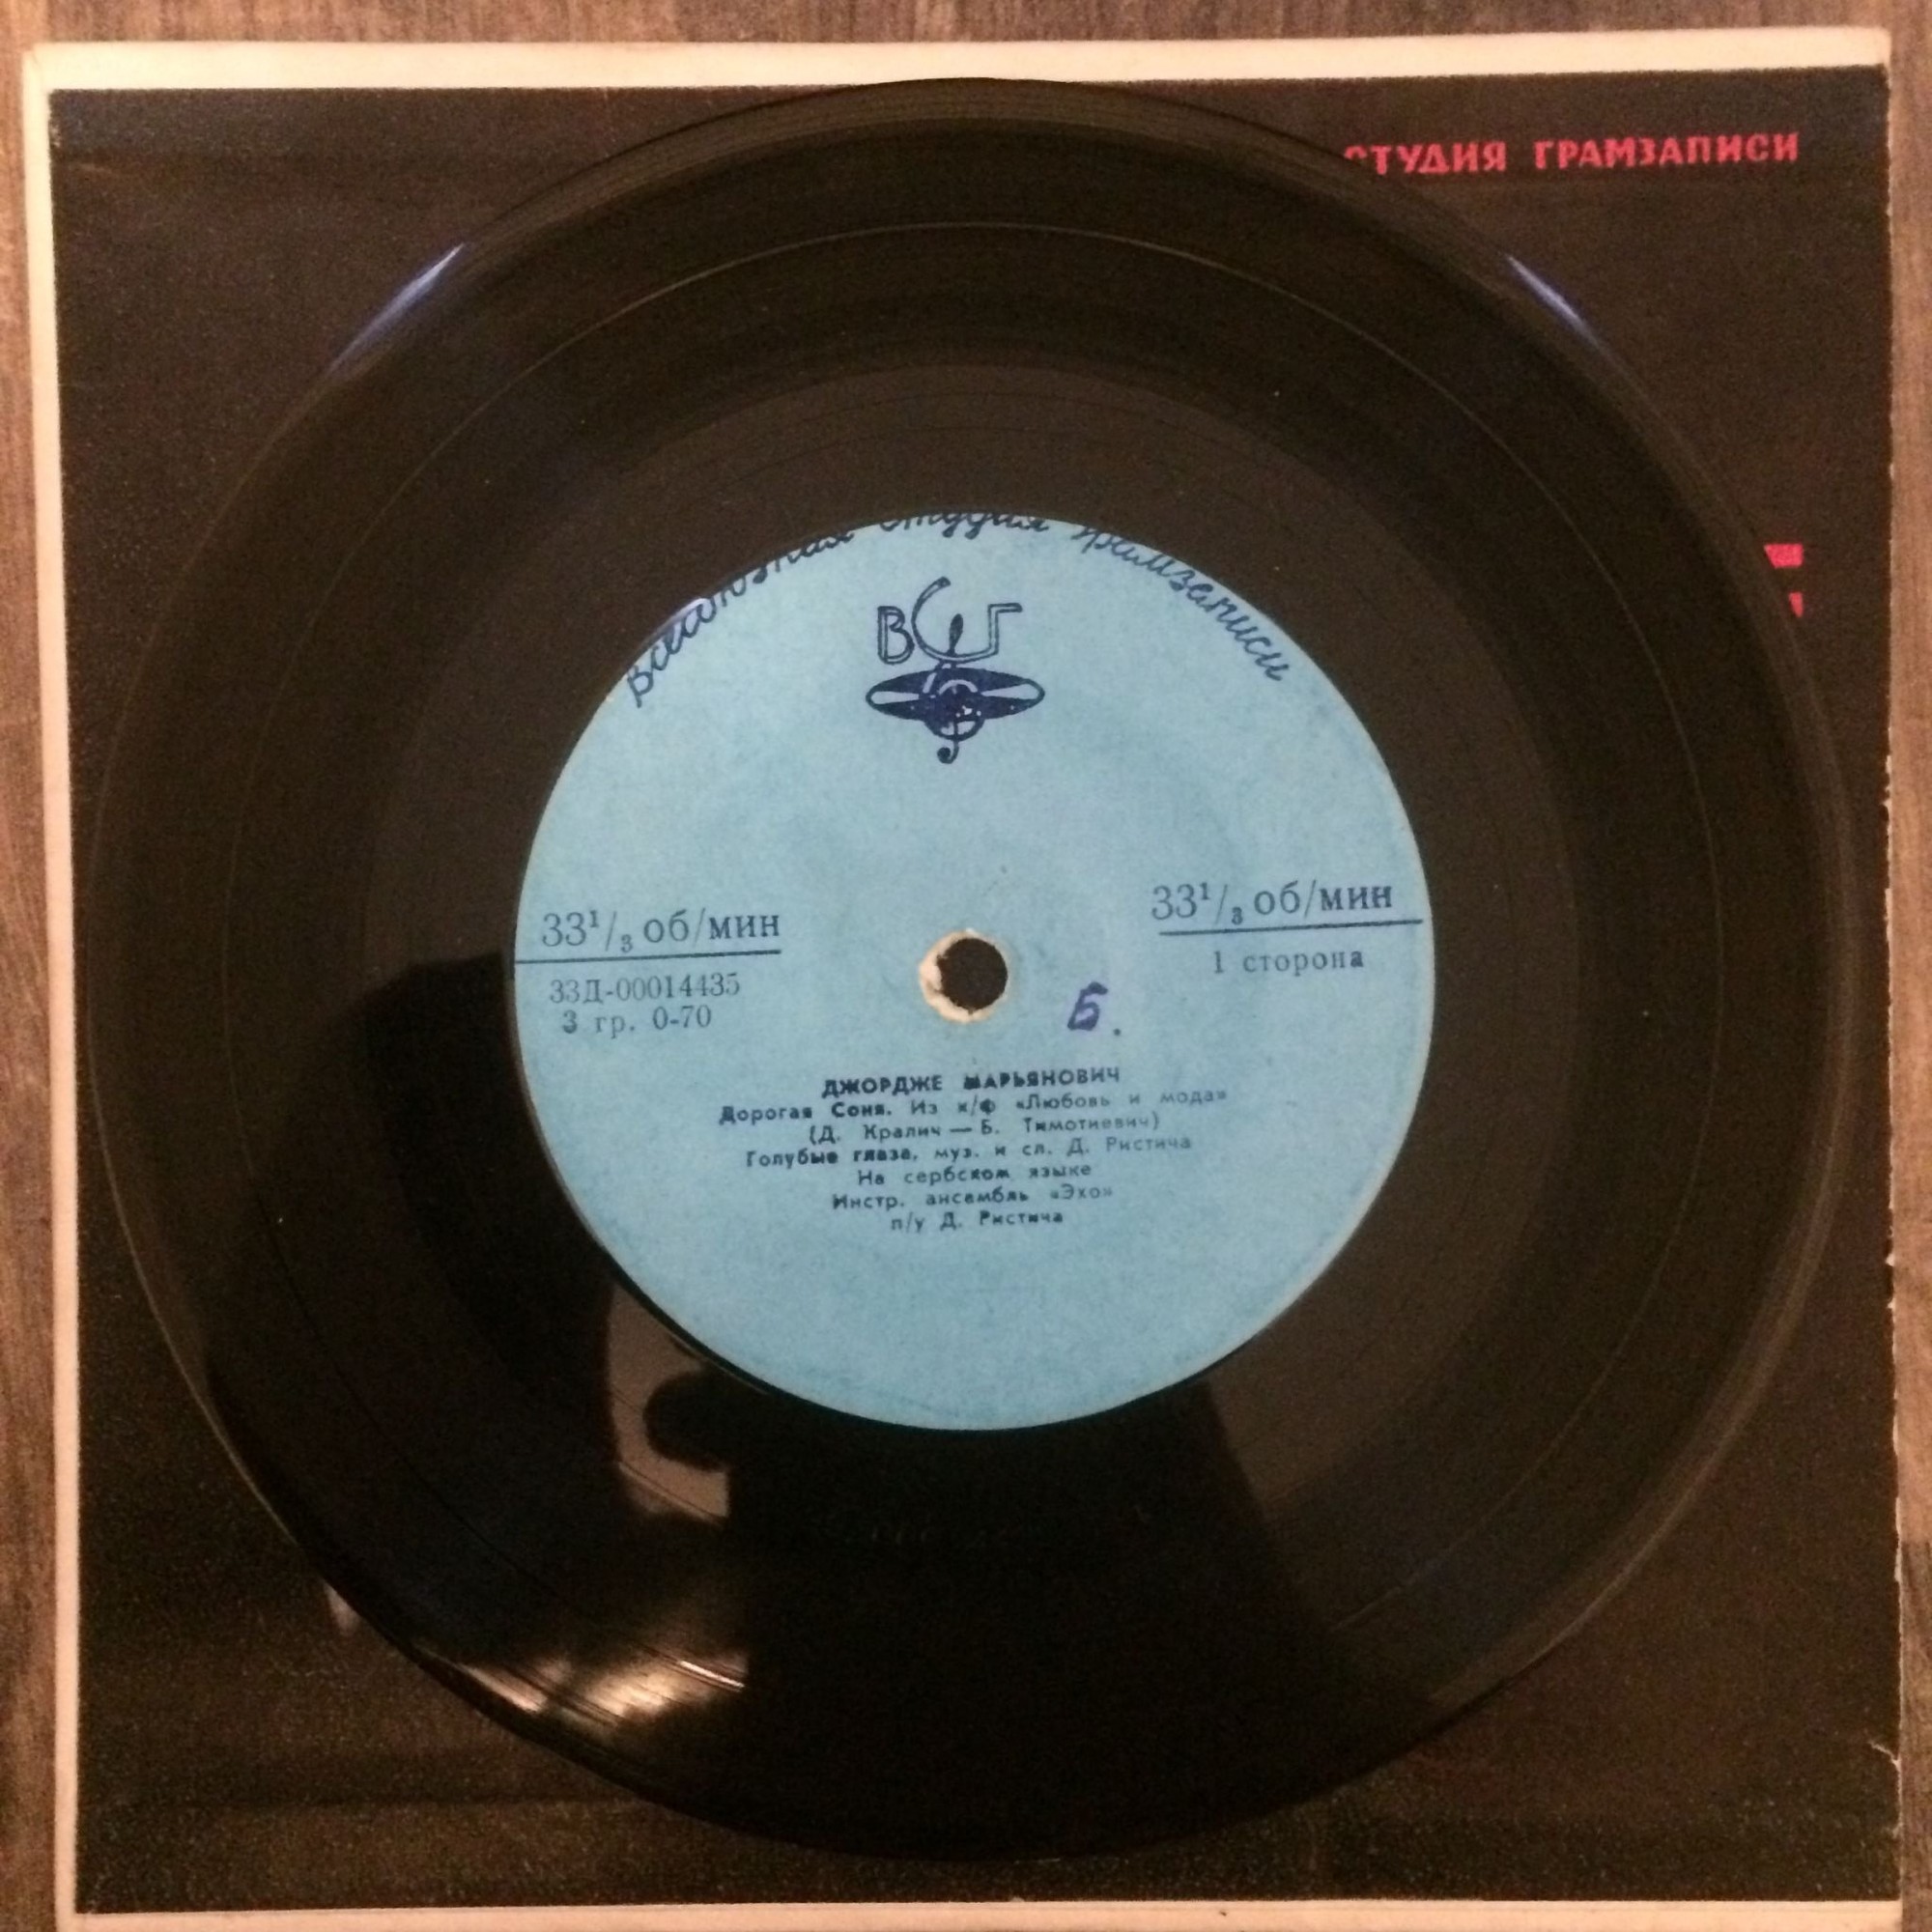 СТУДИЯ ГРАМЗАПИСИ
Всесоюзная студия грамзаписи
ВСГ
33¹/₃ об/мин
33Д-00014435
3 гр. 0-70
33¹/₃ об/мин
1 сторона
Б.
ДЖОРДЖЕ МАРЬЯНОВИЧ
Дорогая Соня. Из к/ф «Любовь и мода»
(Д. Кралич — Б. Тимотиевич)
Голубые глаза, муз. и сл. Д. Ристича
На сербском языке
Инстр. ансамбль «Эхо»
п/у Д. Ристича